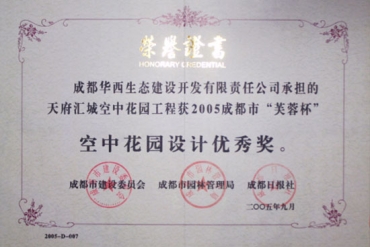 荣誉證書
HONORARY CREDENTIAL
成都华西生态建设开发有限责任公司承担的
天府汇城空中花园工程获2005成都市“芙蓉杯”
空中花园设计优秀奖。
成都市建设委员会 成都市园林管理局 成都日报社
二〇〇五年九月
2005-D-007